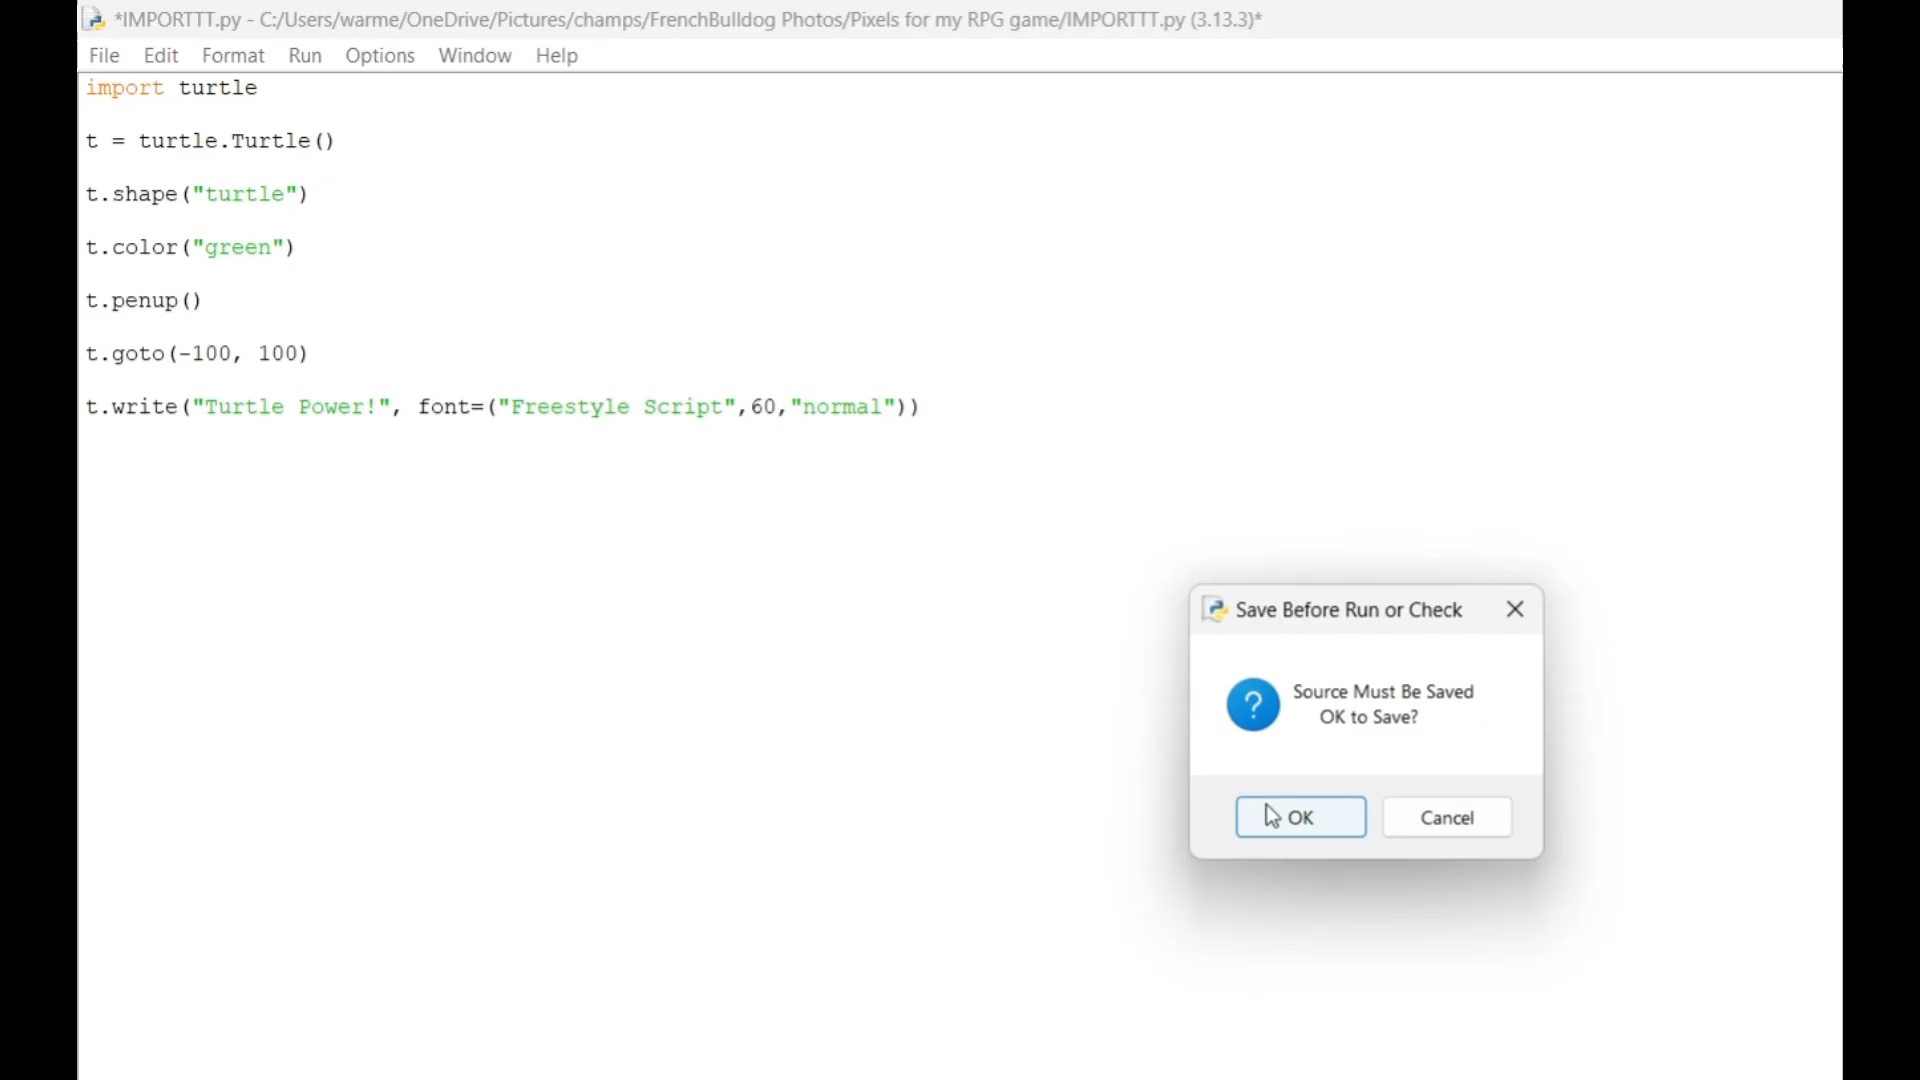 *IMPORTTT.py - C:/Users/warme/OneDrive/Pictures/champs/FrenchBulldog Photos/Pixels for my RPG game/IMPORTTT.py (3.13.3)*
File Edit Format Run Options Window Help
import turtle
t = turtle.Turtle()
t.shape("turtle")
t.color("green")
t.penup()
t.goto(-100, 100)
t.write("Turtle Power!", font=("Freestyle Script",60,"normal"))
Save Before Run or Check
Source Must Be Saved
OK to Save?
OK Cancel